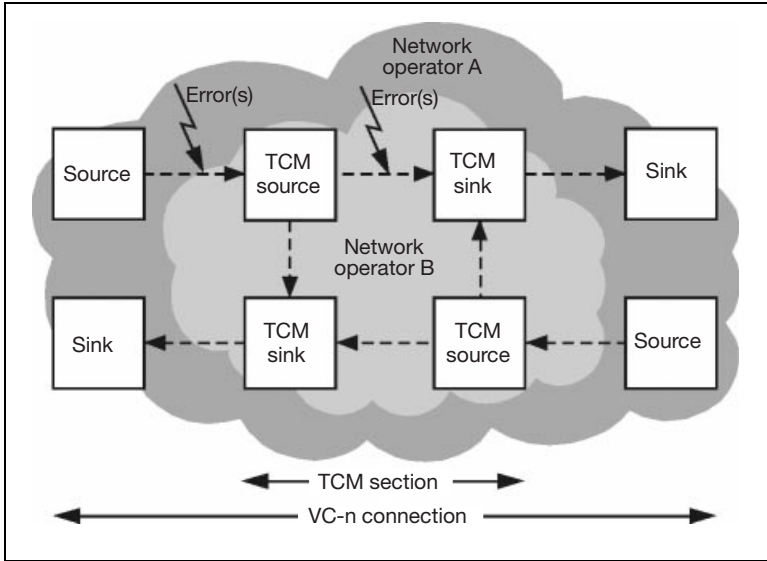 Network
operator A
Error(s)
Error(s)
Source
TCM
source
TCM
sink
Sink
Network
operator B
Sink
TCM
sink
TCM
source
Source
TCM section
VC-n connection